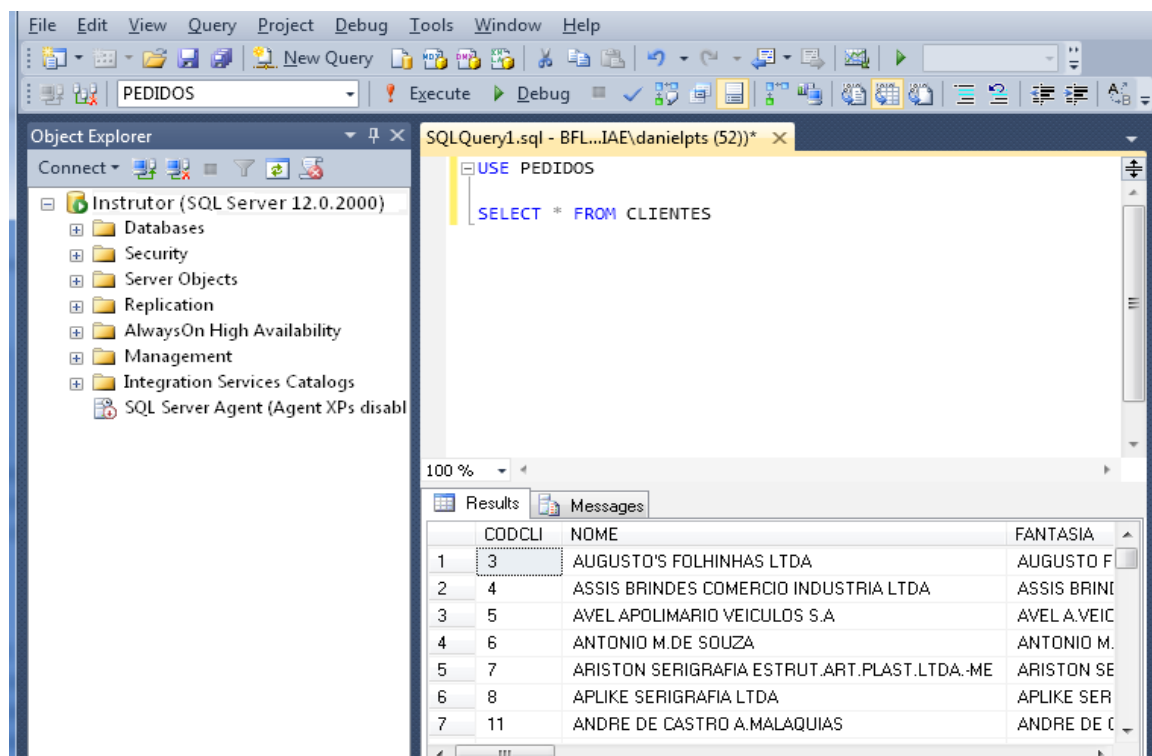 File Edit View Query Project Debug Tools Window Help
New Query
PEDIDOS Execute Debug
Object Explorer
Connect
Instrutor (SQL Server 12.0.2000)
Databases
Security
Server Objects
Replication
AlwaysOn High Availability
Management
Integration Services Catalogs
SQL Server Agent (Agent XPs disabl
SQLQuery1.sql - BFL...IAE\danielpts (52))*
USE PEDIDOS
SELECT * FROM CLIENTES
100 %
Results Messages
CODCLI NOME FANTASIA
1 3 AUGUSTO'S FOLHINHAS LTDA AUGUSTO F
2 4 ASSIS BRINDES COMERCIO INDUSTRIA LTDA ASSIS BRIND
3 5 AVEL APOLIMARIO VEICULOS S.A AVEL A.VEIC
4 6 ANTONIO M.DE SOUZA ANTONIO M.
5 7 ARISTON SERIGRAFIA ESTRUT.ART.PLAST.LTDA.-ME ARISTON SE
6 8 APLIKE SERIGRAFIA LTDA APLIKE SER
7 11 ANDRE DE CASTRO A.MALAQUIAS ANDRE DE C